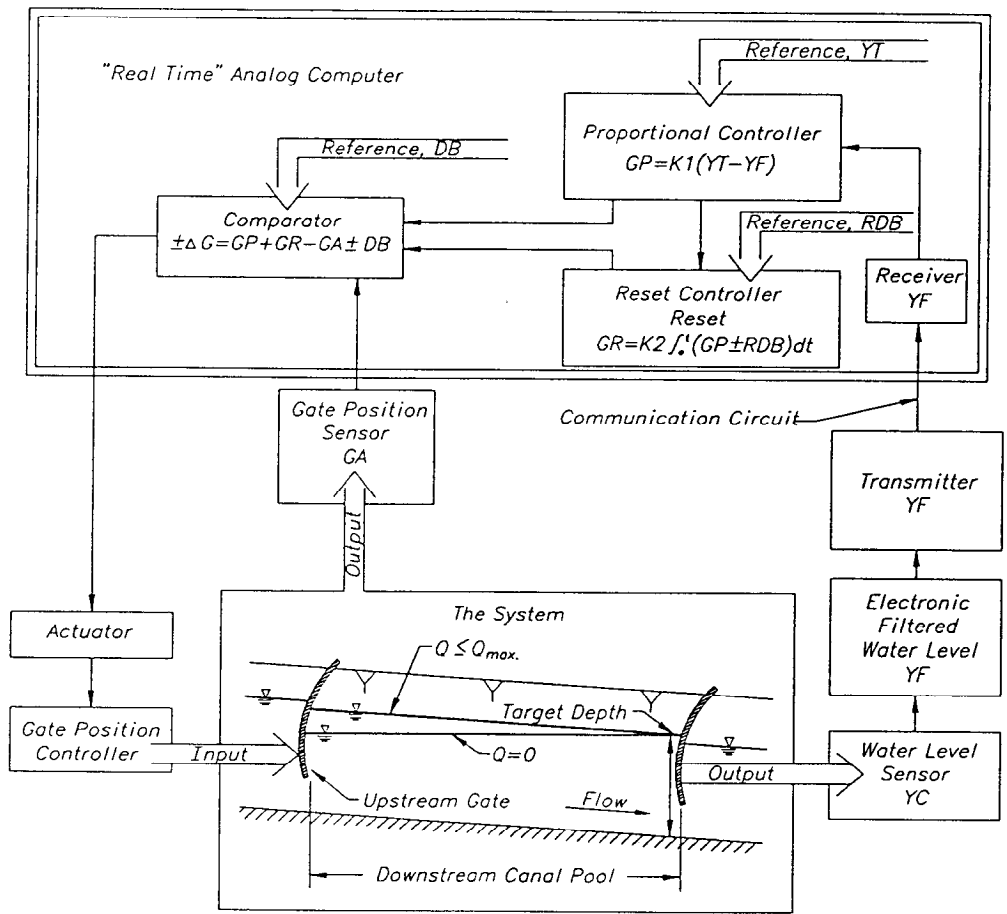 "Real Time" Analog Computer
Reference, YT
Proportional Controller
GP=K1(YT−YF)
Reference, DB
Comparator
±ΔG=GP+GR−GA±DB
Reference, RDB
Reset Controller
Reset
GR=K2∫₀ᵗ(GP±RDB)dt
Receiver
YF
Communication Circuit
Gate Position
Sensor
GA
Output
Transmitter
YF
Electronic
Filtered
Water Level
YF
Water Level
Sensor
YC
Actuator
Gate Position
Controller
Input
The System
Q≤Qmax.
Target Depth
Q=0
Output
Upstream Gate
Flow
Downstream Canal Pool